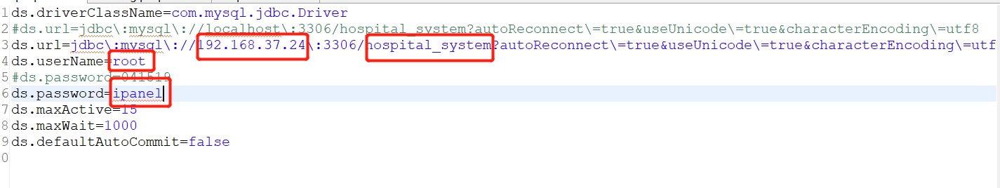 1 ds.driverClassName=com.mysql.jdbc.Driver
2 #ds.url=jdbc\:mysql\://localhost\:3306/hospital_system?autoReconnect\=true&useUnicode\=true&characterEncoding\=utf8
3 ds.url=jdbc\:mysql\://192.168.37.24\:3306/hospital_system?autoReconnect\=true&useUnicode\=true&characterEncoding\=utf
4 ds.userName=root
5 #ds.password=041519
6 ds.password=ipanel
7 ds.maxActive=15
8 ds.maxWait=1000
9 ds.defaultAutoCommit=false
0